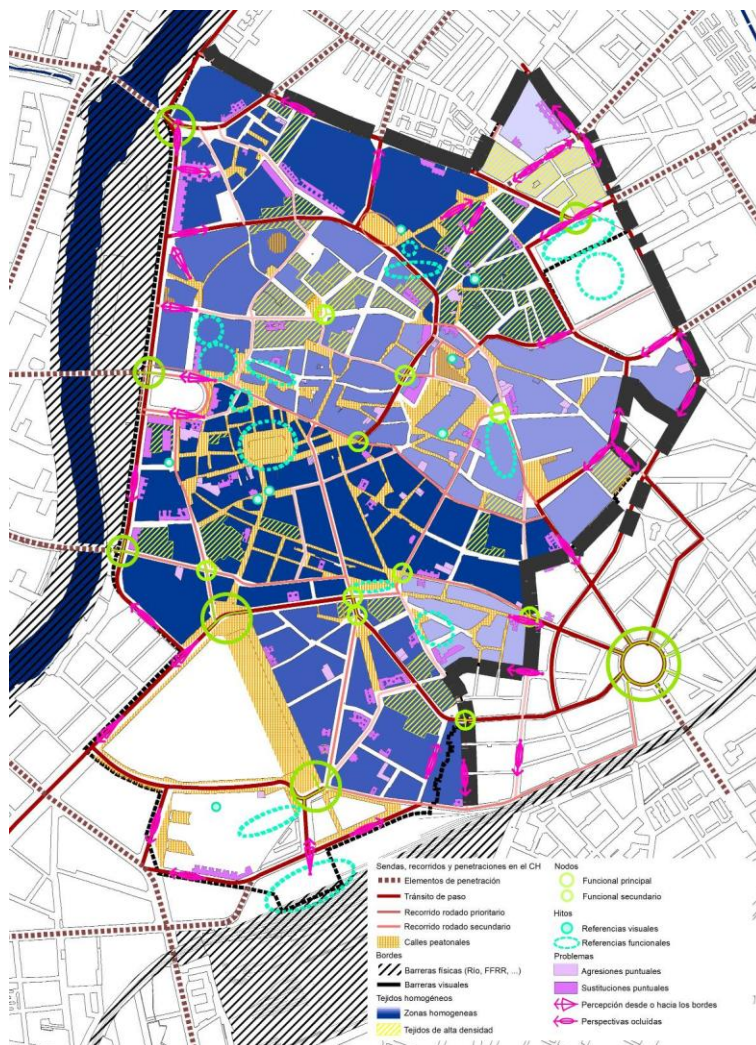 Sendas, recorridos y penetraciones en el CH
Elementos de penetración
Tránsito de paso
Recorrido rodado prioritario
Recorrido rodado secundario
Calles peatonales
Bordes
Barreras físicas (Rio, FFRR, ...)
Barreras visuales
Tejidos homogéneos
Zonas homogeneas
Tejidos de alta densidad
Nodos
Funcional principal
Funcional secundario
Hitos
Referencias visuales
Referencias funcionales
Problemas
Agresiones puntuales
Sustituciones puntuales
Percepción desde o hacia los bordes
Perspectivas ocluídas